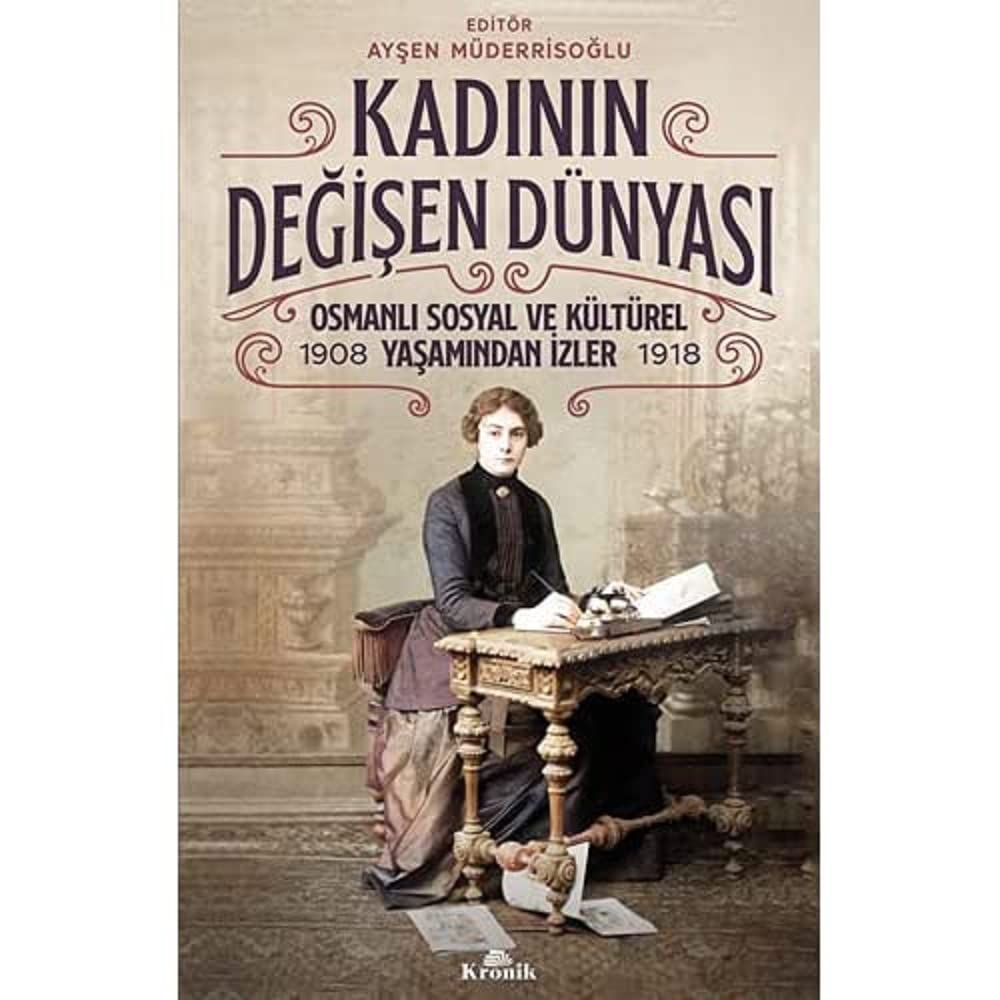 EDİTÖR
AYŞEN MÜDERRİSOĞLU
KADININ
DEĞİŞEN DÜNYASI
OSMANLI SOSYAL VE KÜLTÜREL
1908 YAŞAMINDAN İZLER 1918
Kronik